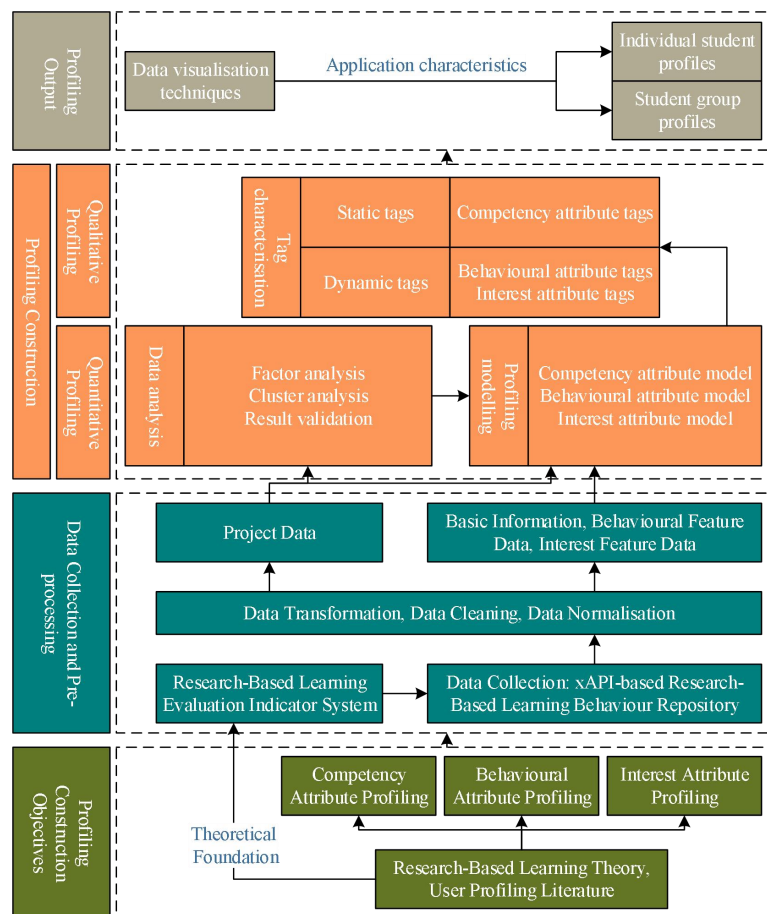 Profiling
Output
Data visualisation
techniques
Application characteristics
Individual student
profiles
Student group
profiles
Profiling Construction
Qualitative
Profiling
Tag
characterisation
Static tags
Competency attribute tags
Dynamic tags
Behavioural attribute tags
Interest attribute tags
Quantitative
Profiling
Data analysis
Factor analysis
Cluster analysis
Result validation
Profiling
modelling
Competency attribute model
Behavioural attribute model
Interest attribute model
Data Collection and Pre-
processing
Project Data
Basic Information, Behavioural Feature
Data, Interest Feature Data
Data Transformation, Data Cleaning, Data Normalisation
Research-Based Learning
Evaluation Indicator System
Data Collection: xAPI-based Research-
Based Learning Behaviour Repository
Profiling
Construction
Objectives
Competency
Attribute Profiling
Behavioural
Attribute Profiling
Interest Attribute
Profiling
Theoretical
Foundation
Research-Based Learning Theory,
User Profiling Literature